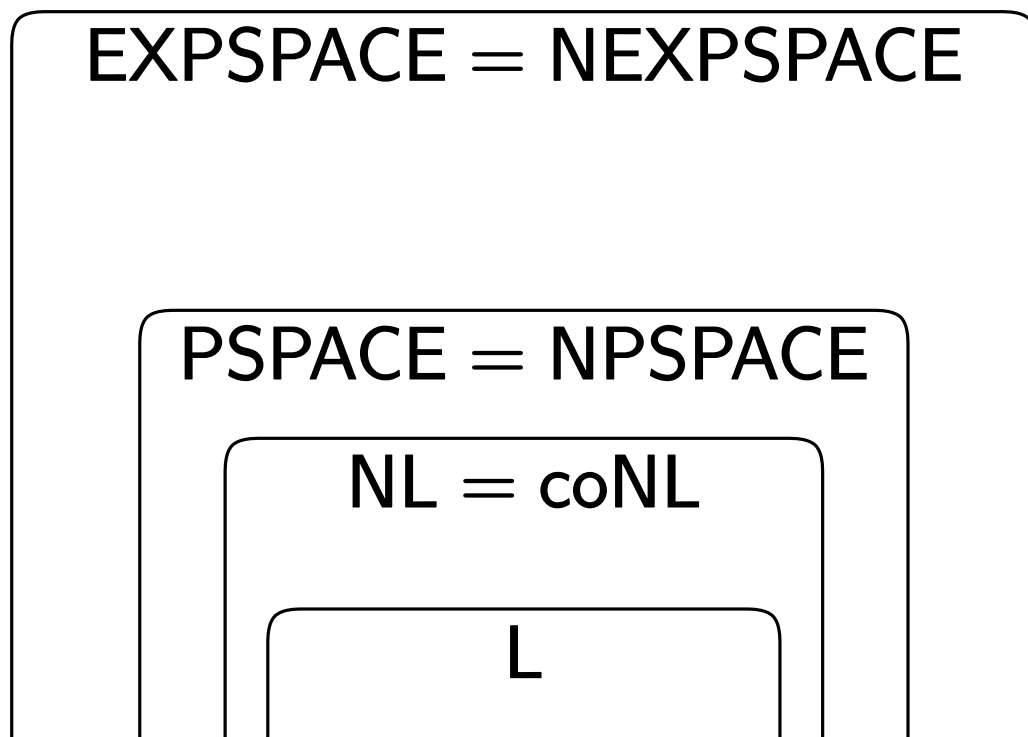 EXPSPACE = NEXPSPACE
PSPACE = NPSPACE
NL = coNL
L